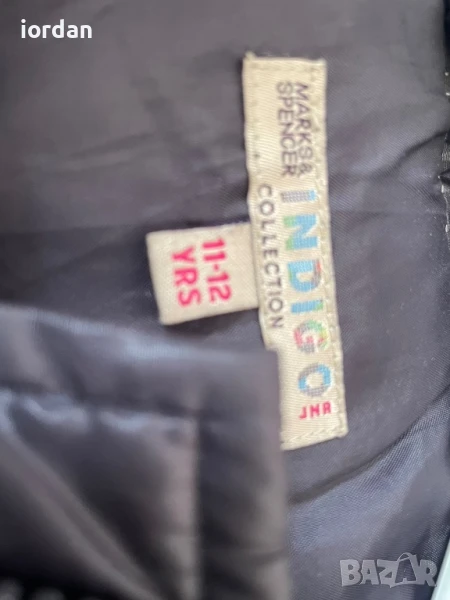 iordan
MARKS&
SPENCER
INDIGO
COLLECTION
JNR
11-12
YRS
BAZAR